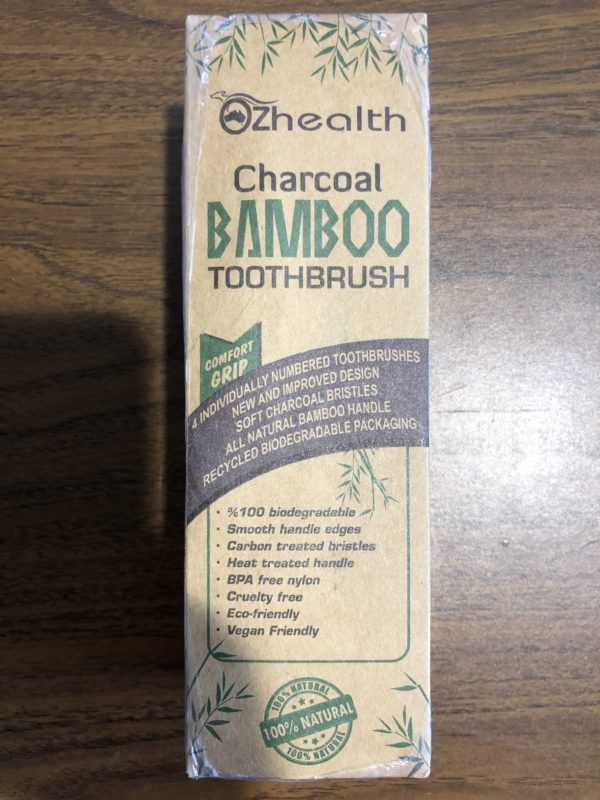 OZhealth
Charcoal
BAMBOO
TOOTHBRUSH
COMFORT
GRIP
4 INDIVIDUALLY NUMBERED TOOTHBRUSHES
NEW AND IMPROVED DESIGN
SOFT CHARCOAL BRISTLES
ALL NATURAL BAMBOO HANDLE
RECYCLED BIODEGRADABLE PACKAGING
• %100 biodegradable
• Smooth handle edges
• Carbon treated bristles
• Heat treated handle
• BPA free nylon
• Cruelty free
• Eco-friendly
• Vegan Friendly
100% NATURAL
100% NATURAL
100% NATURAL